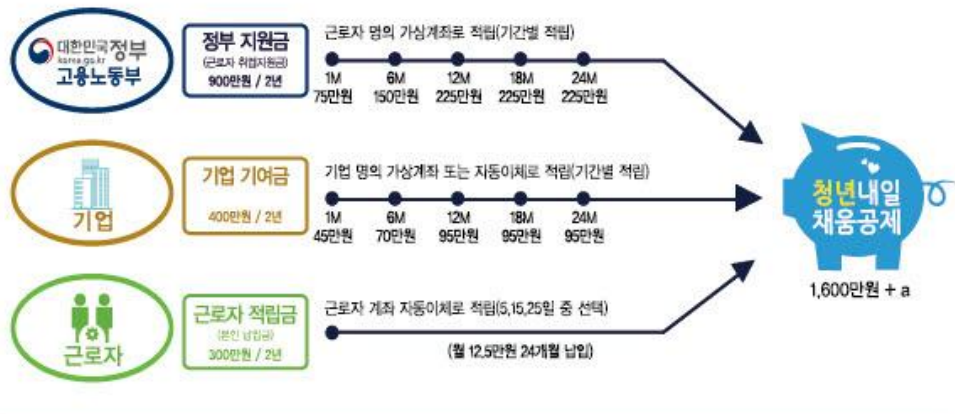 대한민국정부
korea.go.kr
고용노동부
정부 지원금
(근로자 취업지원금)
900만원 / 2년
근로자 명의 가상계좌로 적립(기간별 적립)
1M 6M 12M 18M 24M
75만원 150만원 225만원 225만원 225만원
기업
기업 기여금
400만원 / 2년
기업 명의 가상계좌 또는 자동이체로 적립(기간별 적립)
1M 6M 12M 18M 24M
45만원 70만원 95만원 95만원 95만원
근로자
근로자 적립금
(본인 납입금)
300만원 / 2년
근로자 계좌 자동이체로 적립(5,15,25일 중 선택)
(월 12.5만원 24개월 납입)
청년내일
채움공제
1,600만원 + a